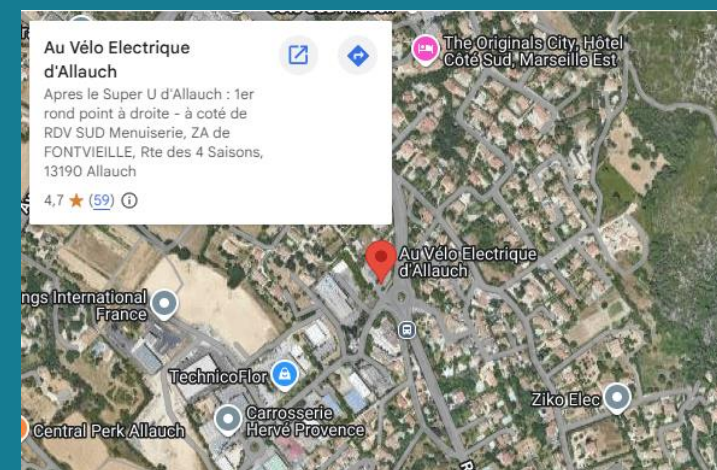 Au Vélo Electrique
d'Allauch
Apres le Super U d'Allauch : 1er
rond point à droite - à coté de
RDV SUD Menuiserie, ZA de
FONTVIEILLE, Rte des 4 Saisons,
13190 Allauch
4,7 ★ (59)
The Originals City, Hôtel
Côté Sud, Marseille Est
Au Vélo Electrique
d'Allauch
ngs International
France
TechnicoFlor
Ziko Elec
Carrosserie
Hervé Provence
Central Perk Allauch